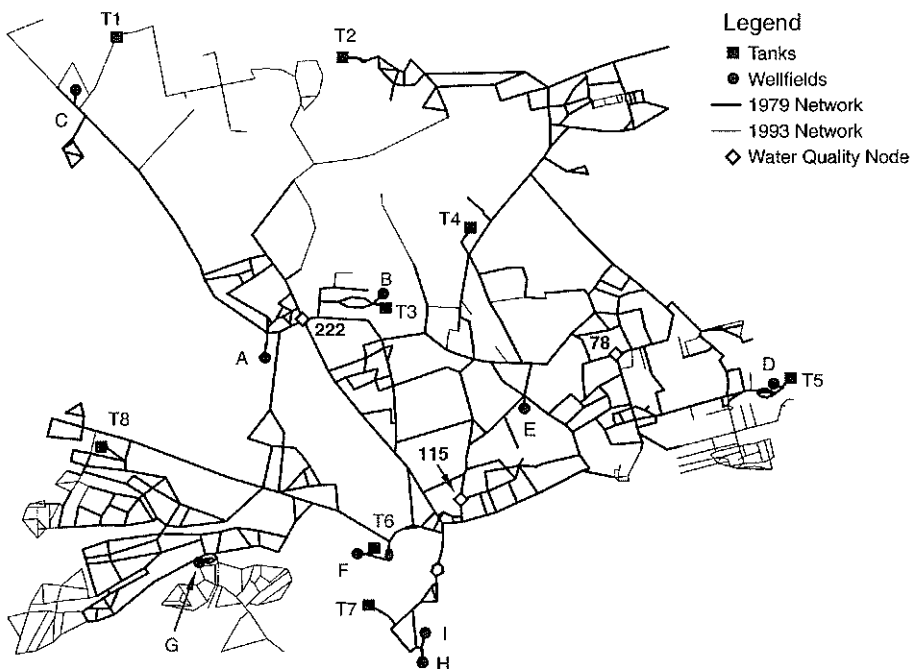 T1
T2
Legend
Tanks
Wellfields
1979 Network
1993 Network
Water Quality Node
C
T4
B
T3
222
78
A
D
T5
E
T8
115
T6
F
T7
G
I
H